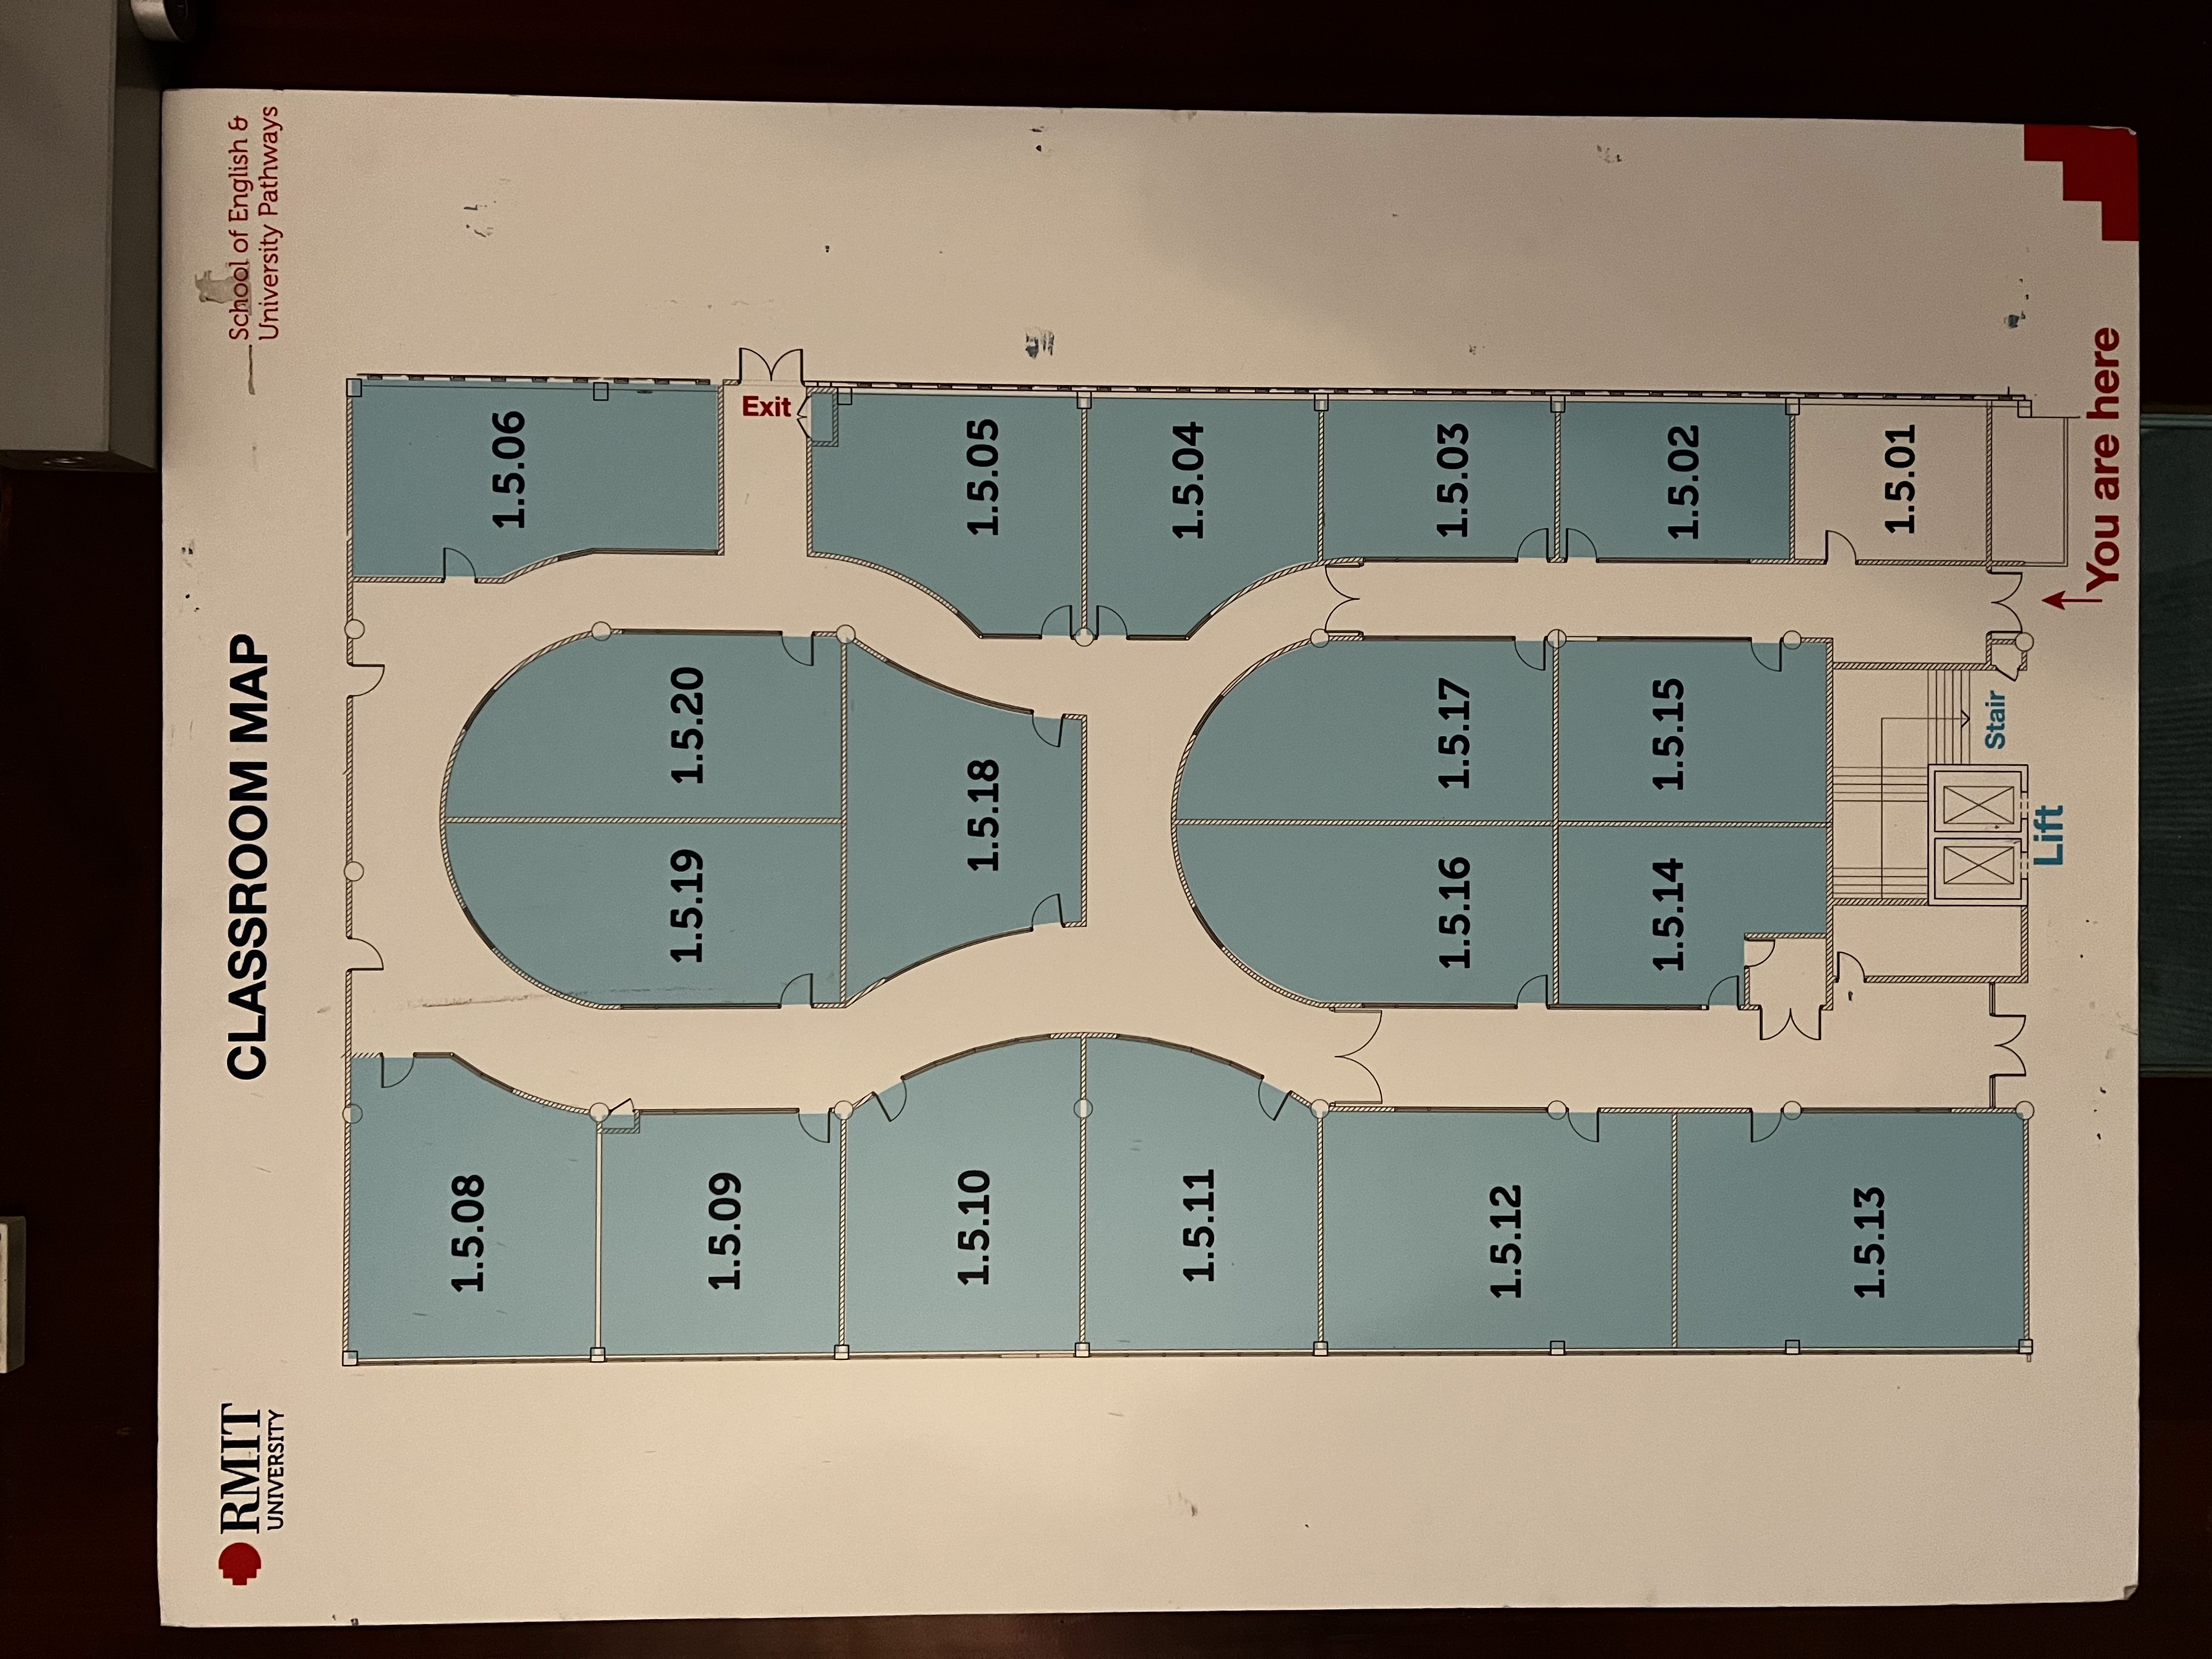 RMIT
UNIVERSITY
CLASSROOM MAP
School of English &
University Pathways
1.5.08
1.5.06
1.5.19
1.5.20
1.5.09
Exit
1.5.10
1.5.18
1.5.05
1.5.11
1.5.04
1.5.16
1.5.17
1.5.03
1.5.12
1.5.14
1.5.15
1.5.02
1.5.13
1.5.01
Stair
Lift
You are here